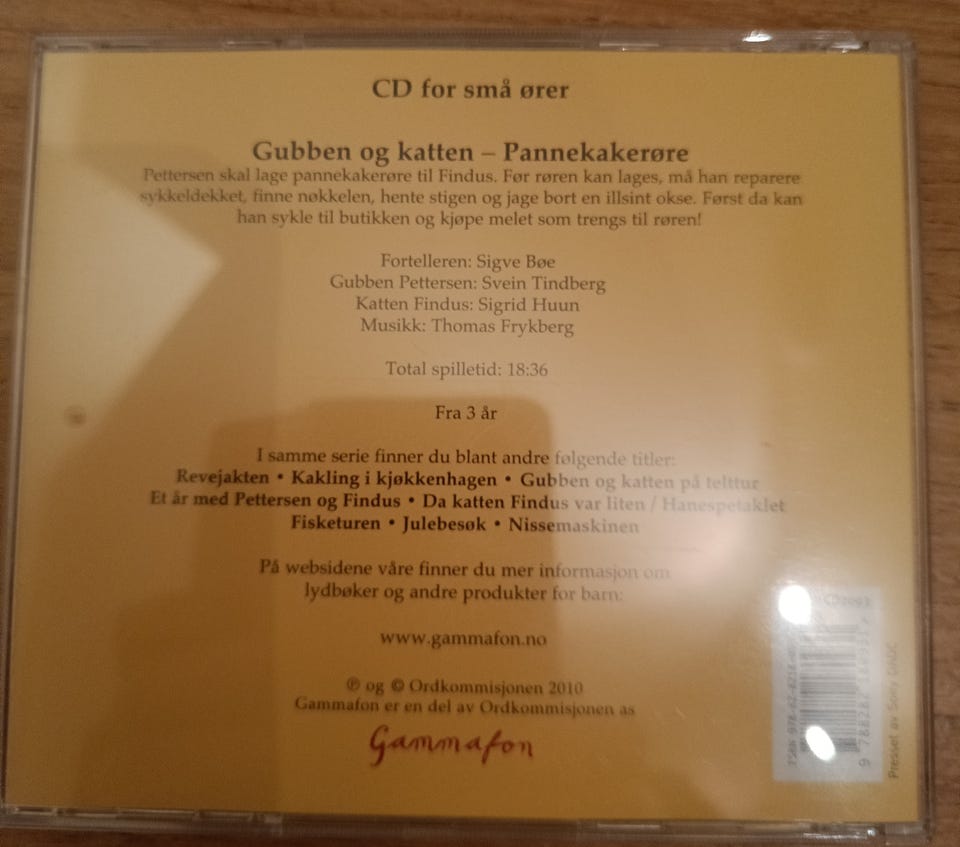 CD for små ører
Gubben og katten – Pannekakerøre
Pettersen skal lage pannekakerøre til Findus. Før røren kan lages, må han reparere
sykkeldekket, finne nøkkelen, hente stigen og jage bort en illsint okse. Først da kan
han sykle til butikken og kjøpe melet som trengs til røren!
Fortelleren: Sigve Bøe
Gubben Pettersen: Svein Tindberg
Katten Findus: Sigrid Huun
Musikk: Thomas Frykberg
Total spilletid: 18:36
Fra 3 år
I samme serie finner du blant andre følgende titler:
Revejakten • Kakling i kjøkkenhagen • Gubben og katten på telttur
Et år med Pettersen og Findus • Da katten Findus var liten / Hanespetaklet
Fisketuren • Julebesøk • Nissemaskinen
På websidene våre finner du mer informasjon om
lydbøker og andre produkter for barn:
www.gammafon.no
℗ og © Ordkommisjonen 2010
Gammafon er en del av Ordkommisjonen as
Gammafon
ISBN
Presset av Sony DADC